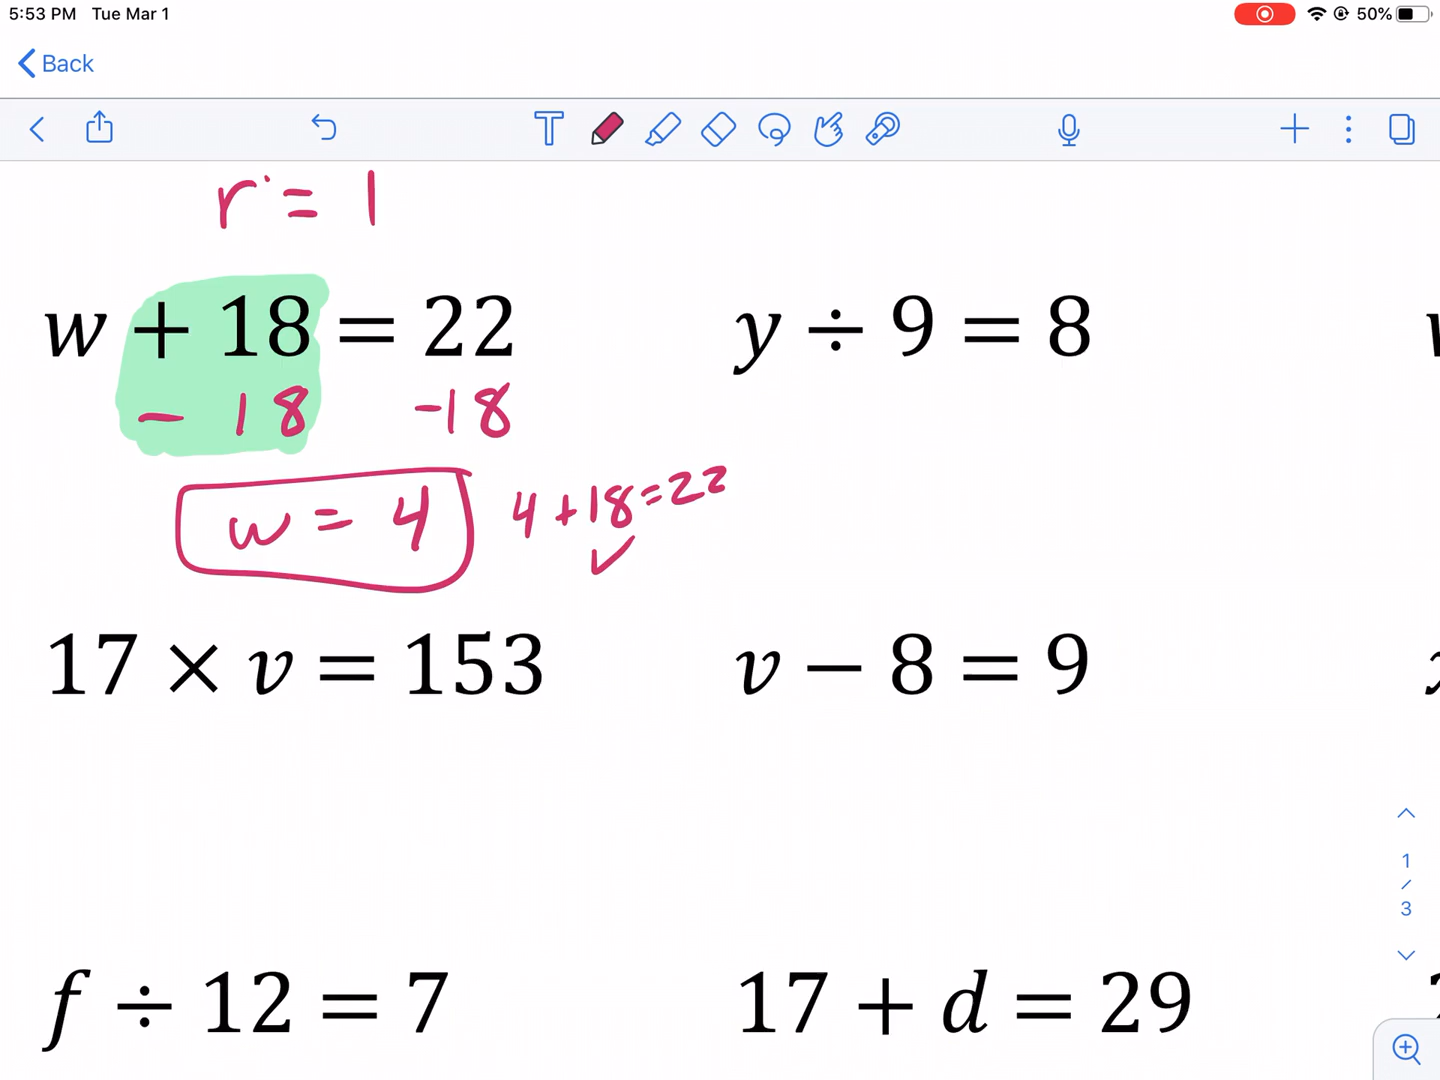 5:53 PM Tue Mar 1
50%
Back
r = 1
w + 18 = 22
- 18 -18
w = 4
4 + 18 = 22
y ÷ 9 = 8
17 × v = 153
v − 8 = 9
f ÷ 12 = 7
17 + d = 29
1
/
3